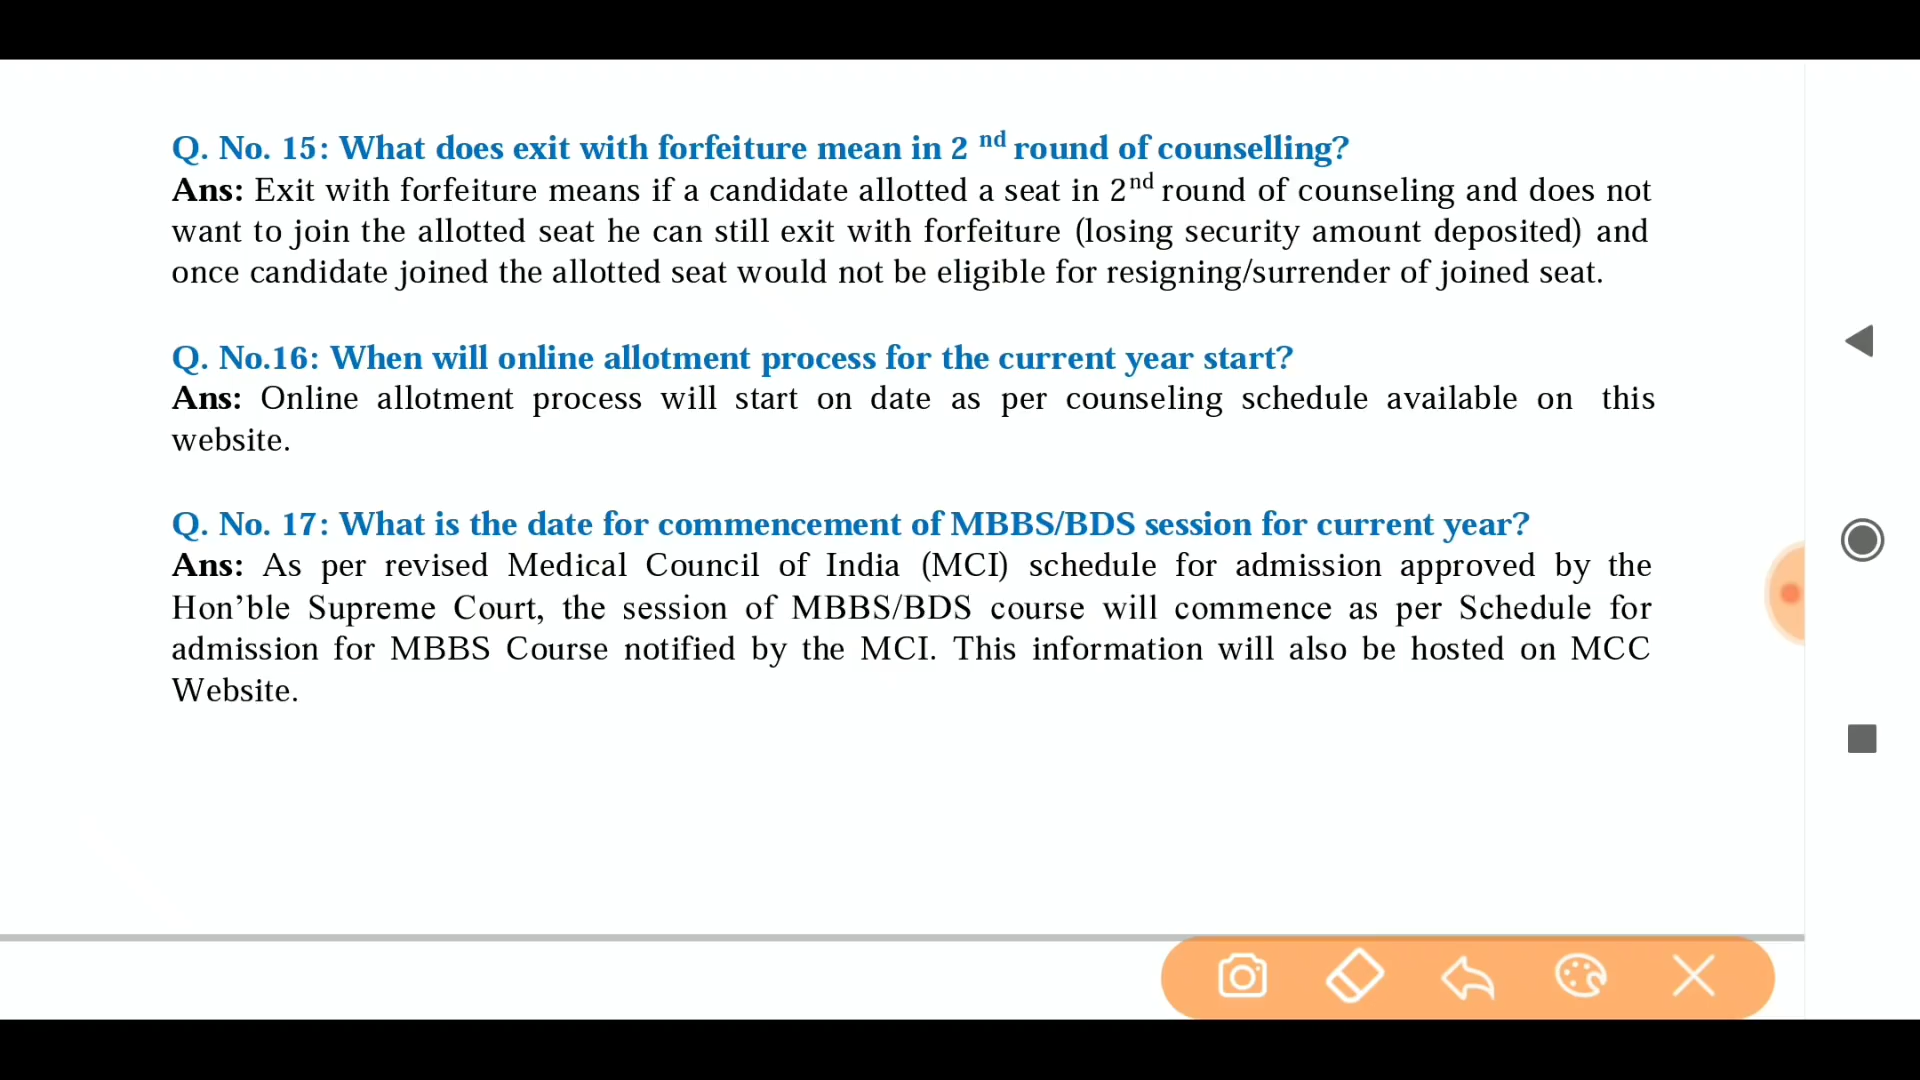 Q. No. 15: What does exit with forfeiture mean in 2 nd round of counselling?
Ans: Exit with forfeiture means if a candidate allotted a seat in 2nd round of counseling and does not
want to join the allotted seat he can still exit with forfeiture (losing security amount deposited) and
once candidate joined the allotted seat would not be eligible for resigning/surrender of joined seat.
Q. No.16: When will online allotment process for the current year start?
Ans: Online allotment process will start on date as per counseling schedule available on this
website.
Q. No. 17: What is the date for commencement of MBBS/BDS session for current year?
Ans: As per revised Medical Council of India (MCI) schedule for admission approved by the
Hon’ble Supreme Court, the session of MBBS/BDS course will commence as per Schedule for
admission for MBBS Course notified by the MCI. This information will also be hosted on MCC
Website.